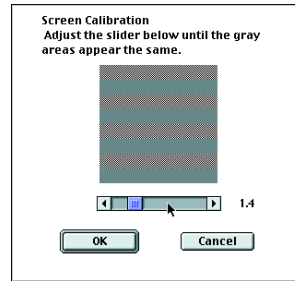 Screen Calibration
Adjust the slider below until the gray
areas appear the same.
1.4
OK
Cancel